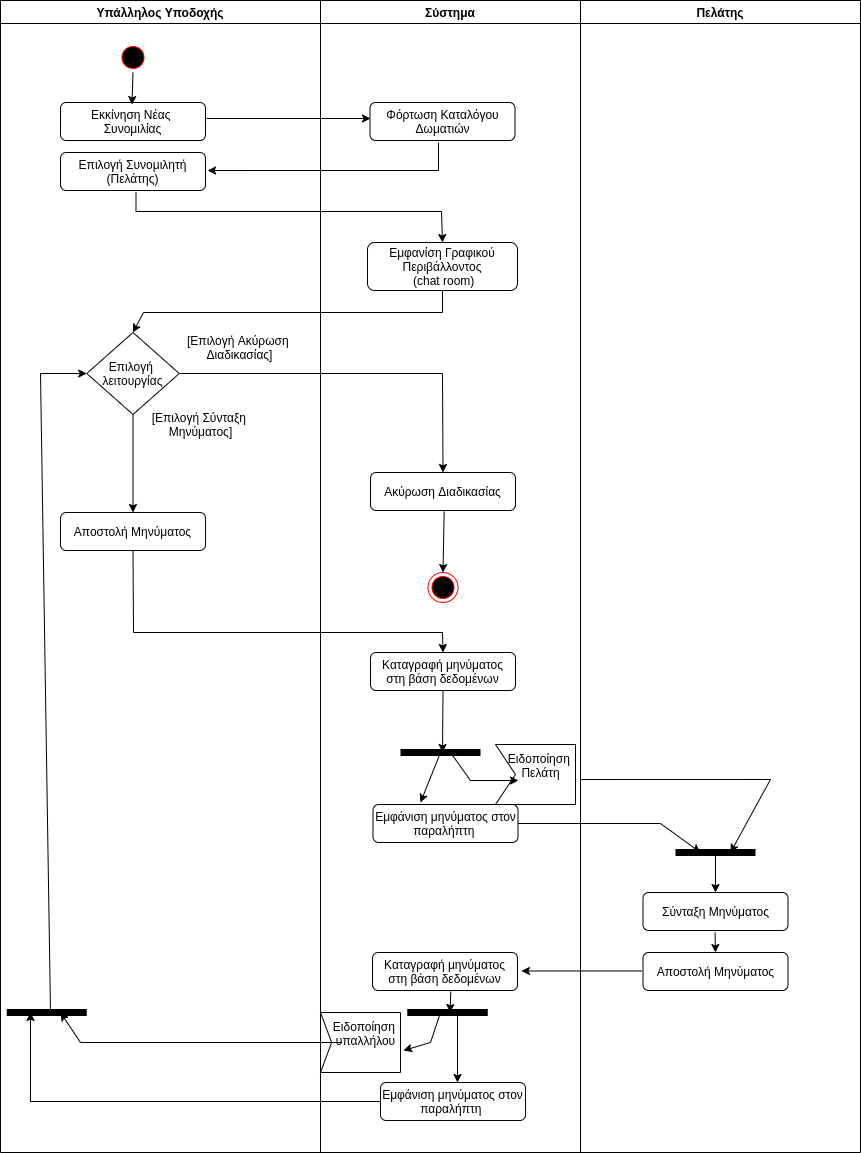 Υπάλληλος Υποδοχής
Σύστημα
Πελάτης
Εκκίνηση Νέας
Συνομιλίας
Φόρτωση Καταλόγου
Δωματιών
Επιλογή Συνομιλητή
(Πελάτης)
Εμφανίση Γραφικού
Περιβάλλοντος
(chat room)
[Επιλογή Ακύρωση
Διαδικασίας]
Επιλογή
λειτουργίας
[Επιλογή Σύνταξη
Μηνύματος]
Ακύρωση Διαδικασίας
Αποστολή Μηνύματος
Καταγραφή μηνύματος
στη βάση δεδομένων
Ειδοποίηση
Πελάτη
Εμφάνιση μηνύματος στον
παραλήπτη
Σύνταξη Μηνύματος
Αποστολή Μηνύματος
Καταγραφή μηνύματος
στη βάση δεδομένων
Ειδοποίηση
υπαλλήλου
Εμφάνιση μηνύματος στον
παραλήπτη